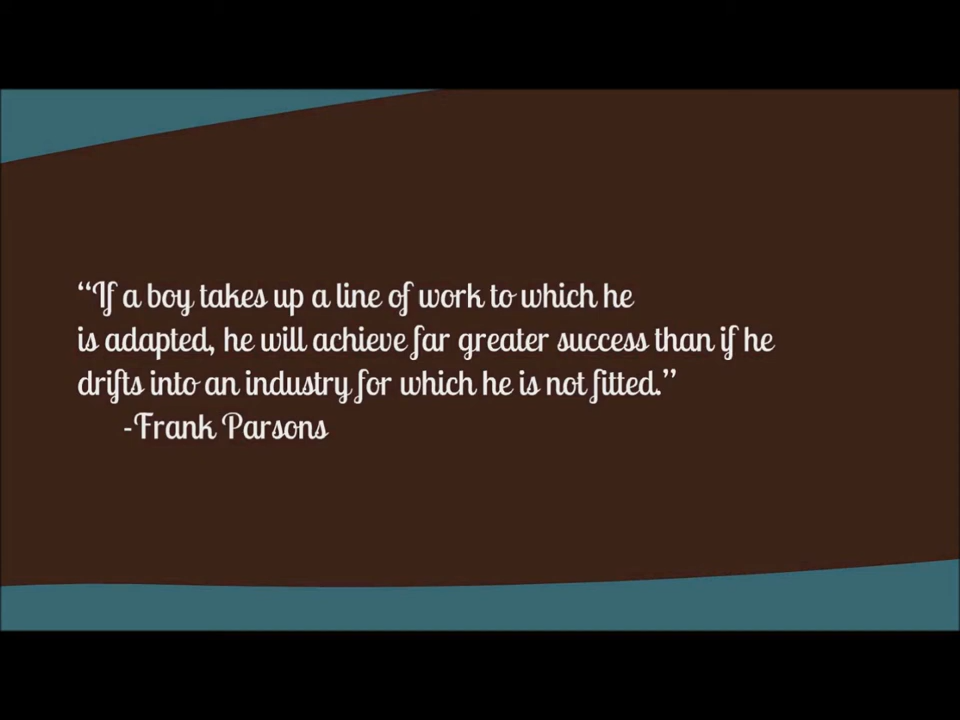 “If a boy takes up a line of work to which he
is adapted, he will achieve far greater success than if he
drifts into an industry for which he is not fitted.”
-Frank Parsons